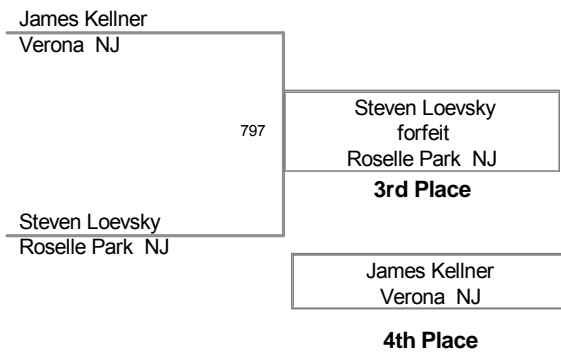 James Kellner
Verona NJ
797
Steven Loevsky
forfeit
Roselle Park NJ
3rd Place
Steven Loevsky
Roselle Park NJ
James Kellner
Verona NJ
4th Place